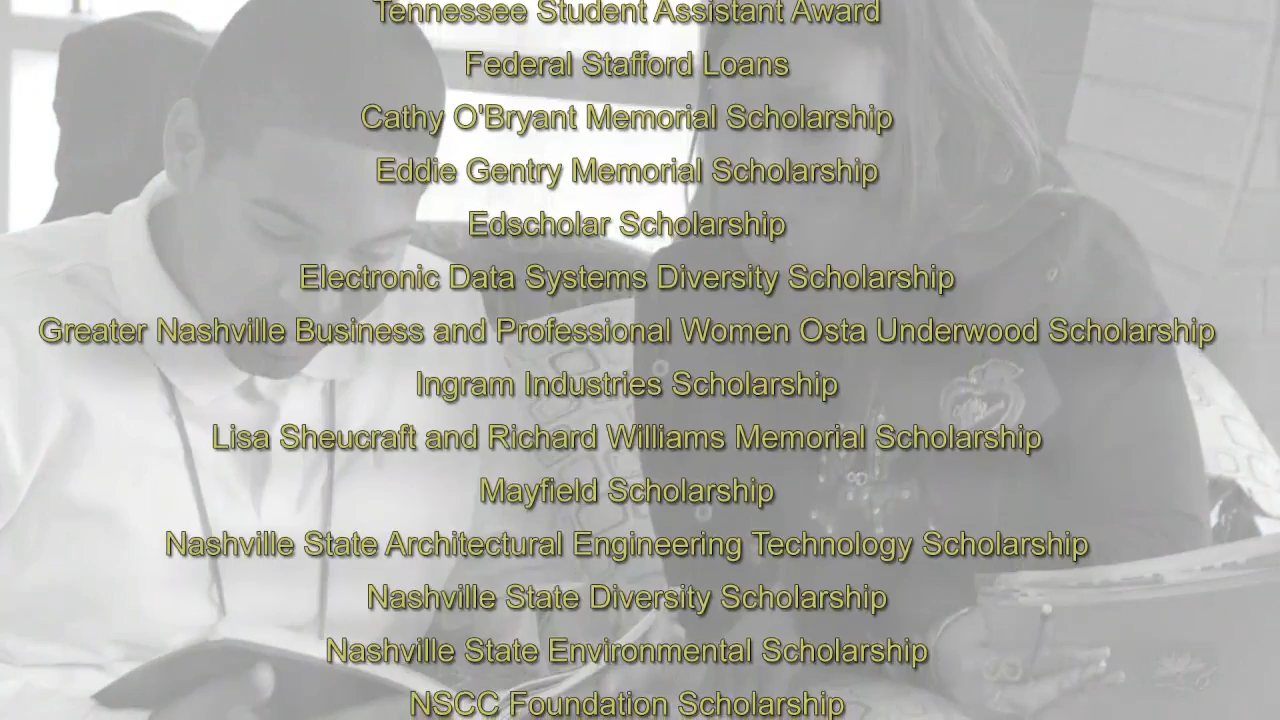 Tennessee Student Assistant Award
Federal Stafford Loans
Cathy O'Bryant Memorial Scholarship
Eddie Gentry Memorial Scholarship
Edscholar Scholarship
Electronic Data Systems Diversity Scholarship
Greater Nashville Business and Professional Women Osta Underwood Scholarship
Ingram Industries Scholarship
Lisa Sheucraft and Richard Williams Memorial Scholarship
Mayfield Scholarship
Nashville State Architectural Engineering Technology Scholarship
Nashville State Diversity Scholarship
Nashville State Environmental Scholarship
NSCC Foundation Scholarship